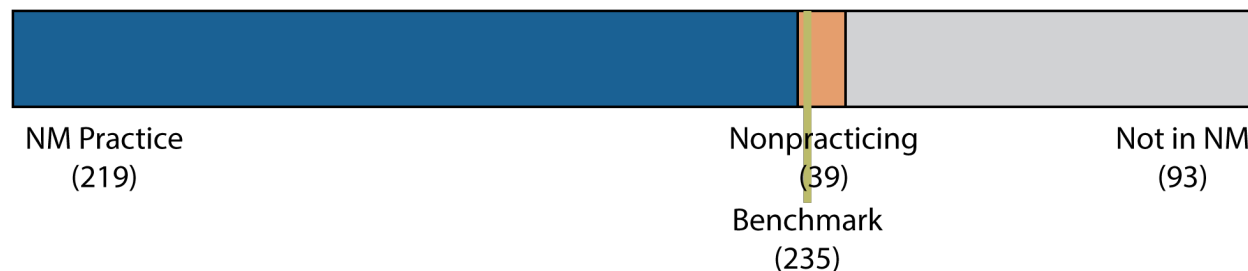 NM Practice
(219)
Nonpracticing
(39)
Not in NM
(93)
Benchmark
(235)